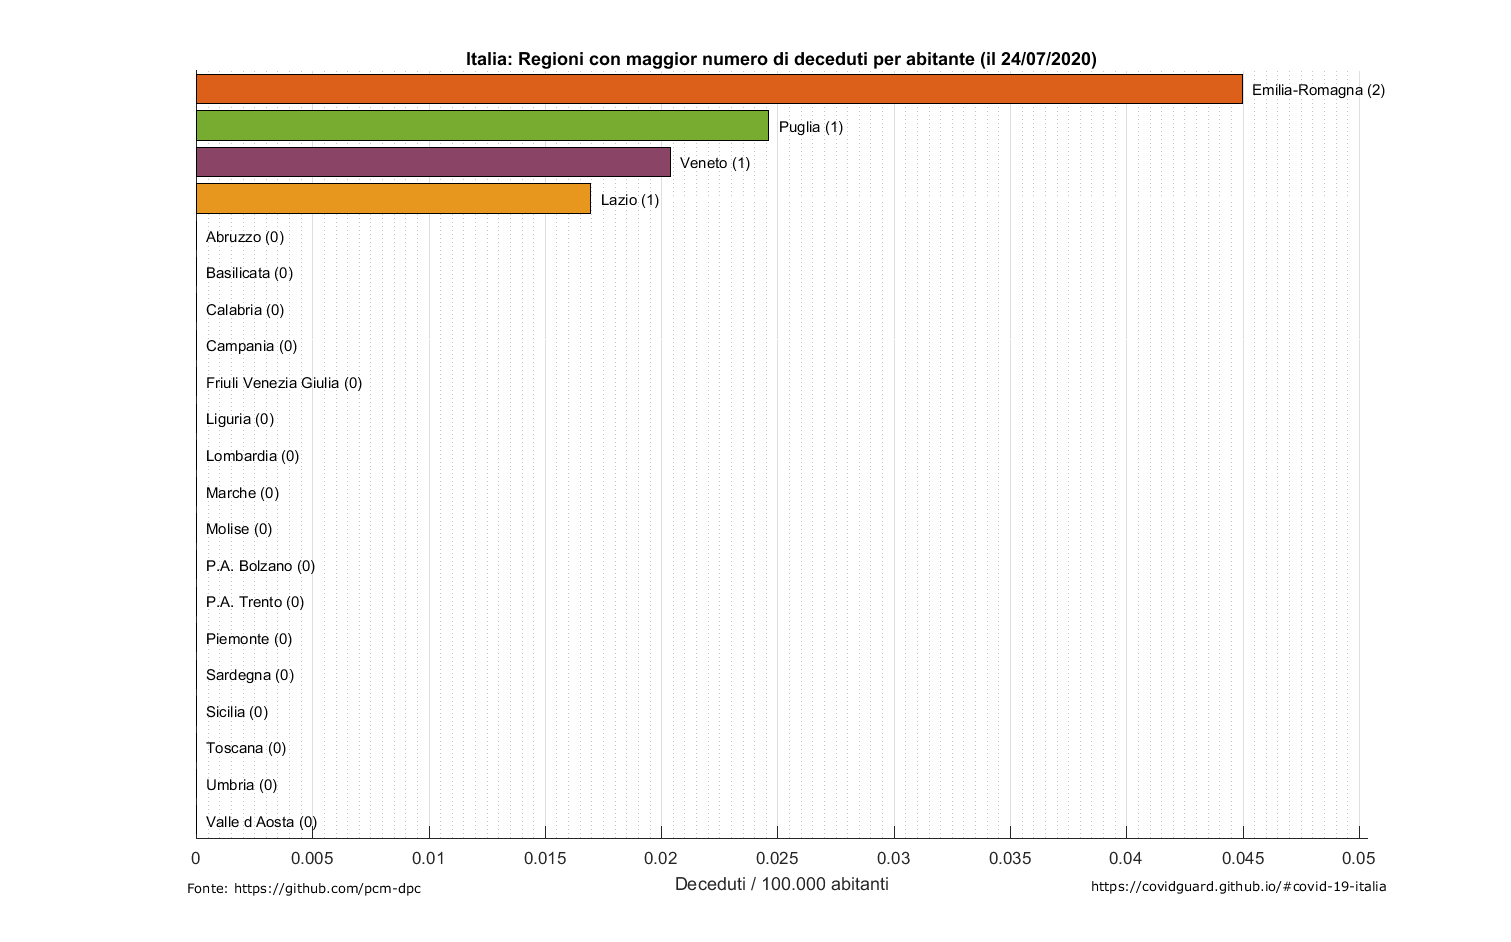 Italia: Regioni con maggior numero di deceduti per abitante (il 24/07/2020)
Emilia-Romagna (2)
Puglia (1)
Veneto (1)
Lazio (1)
Abruzzo (0)
Basilicata (0)
Calabria (0)
Campania (0)
Friuli Venezia Giulia (0)
Liguria (0)
Lombardia (0)
Marche (0)
Molise (0)
P.A. Bolzano (0)
P.A. Trento (0)
Piemonte (0)
Sardegna (0)
Sicilia (0)
Toscana (0)
Umbria (0)
Valle d Aosta (0)
0 0.005 0.01 0.015 0.02 0.025 0.03 0.035 0.04 0.045 0.05
Deceduti / 100.000 abitanti
Fonte: https://github.com/pcm-dpc
https://covidguard.github.io/#covid-19-italia